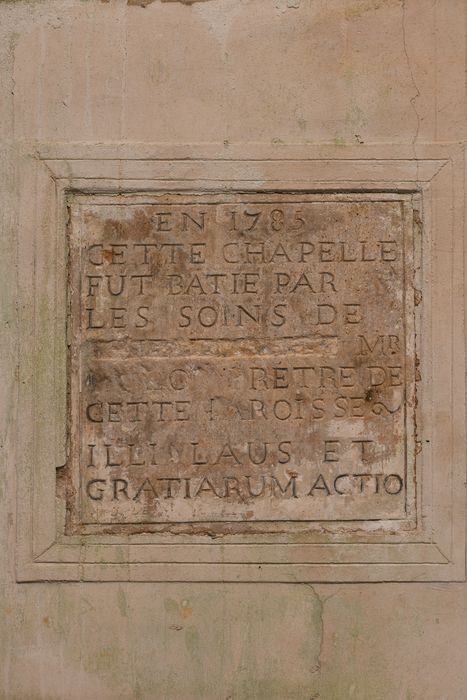 EN 1785
CETTE CHAPELLE
FUT BATIE PAR
LES SOINS DE
MR
DE
CETTE PAROISSE
ILLI LAUS ET
GRATIARUM ACTIO